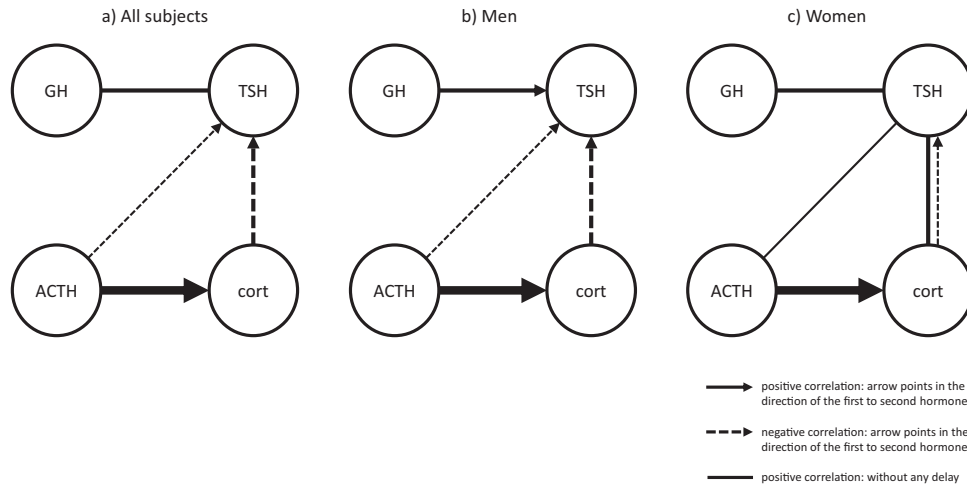 a) All subjects
b) Men
c) Women
GH
TSH
GH
TSH
GH
TSH
ACTH
cort
ACTH
cort
ACTH
cort
positive correlation: arrow points in the
direction of the first to second hormone
negative correlation: arrow points in the
direction of the first to second hormone
positive correlation: without any delay